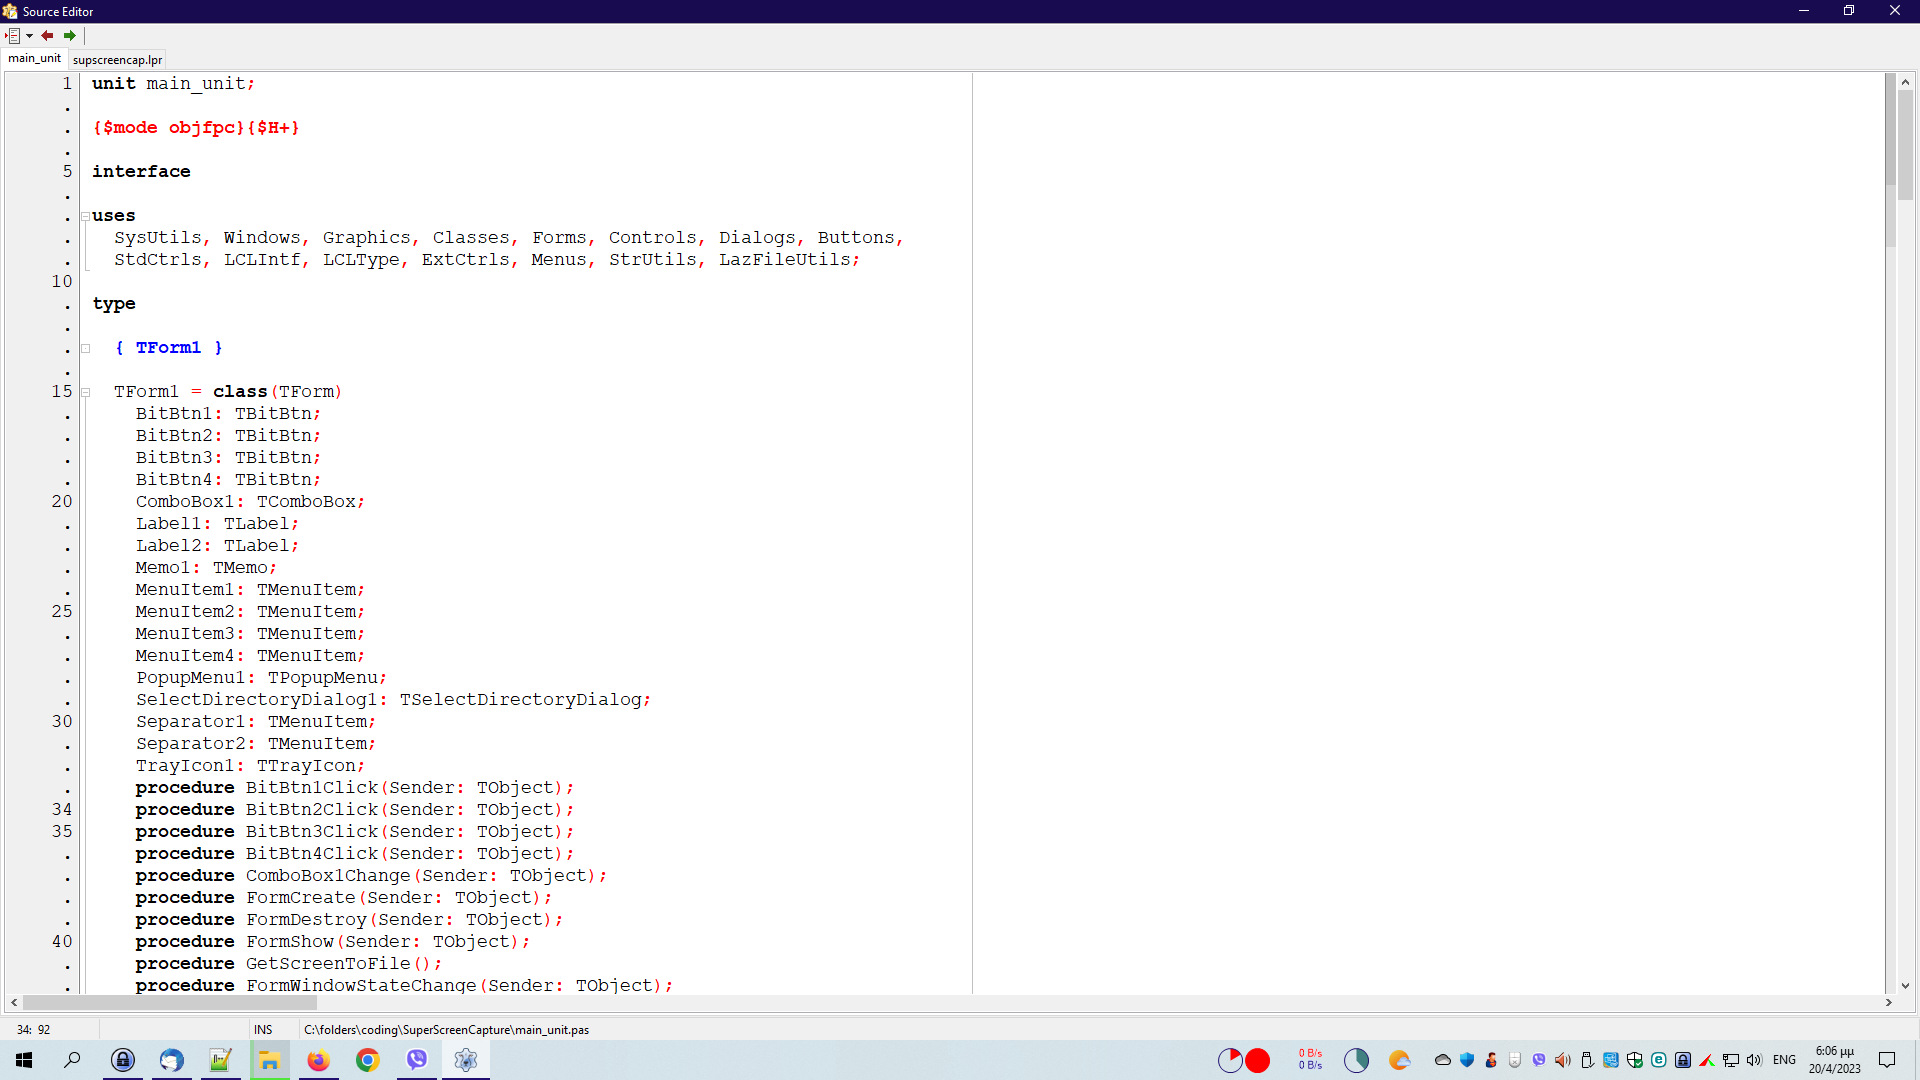 Source Editor
main_unit supscreencap.lpr
1 unit main_unit;
.
. {$mode objfpc}{$H+}
.
5 interface
.
. uses
. SysUtils, Windows, Graphics, Classes, Forms, Controls, Dialogs, Buttons,
. StdCtrls, LCLIntf, LCLType, ExtCtrls, Menus, StrUtils, LazFileUtils;
10
. type
.
. { TForm1 }
.
15 TForm1 = class(TForm)
. BitBtn1: TBitBtn;
. BitBtn2: TBitBtn;
. BitBtn3: TBitBtn;
. BitBtn4: TBitBtn;
20 ComboBox1: TComboBox;
. Label1: TLabel;
. Label2: TLabel;
. Memo1: TMemo;
. MenuItem1: TMenuItem;
25 MenuItem2: TMenuItem;
. MenuItem3: TMenuItem;
. MenuItem4: TMenuItem;
. PopupMenu1: TPopupMenu;
. SelectDirectoryDialog1: TSelectDirectoryDialog;
30 Separator1: TMenuItem;
. Separator2: TMenuItem;
. TrayIcon1: TTrayIcon;
. procedure BitBtn1Click(Sender: TObject);
34 procedure BitBtn2Click(Sender: TObject);
35 procedure BitBtn3Click(Sender: TObject);
. procedure BitBtn4Click(Sender: TObject);
. procedure ComboBox1Change(Sender: TObject);
. procedure FormCreate(Sender: TObject);
. procedure FormDestroy(Sender: TObject);
40 procedure FormShow(Sender: TObject);
. procedure GetScreenToFile();
. procedure FormWindowStateChange(Sender: TObject);
34: 92 INS C:\folders\coding\SuperScreenCapture\main_unit.pas
0 B/s
0 B/s
ENG
6:06 μμ
20/4/2023